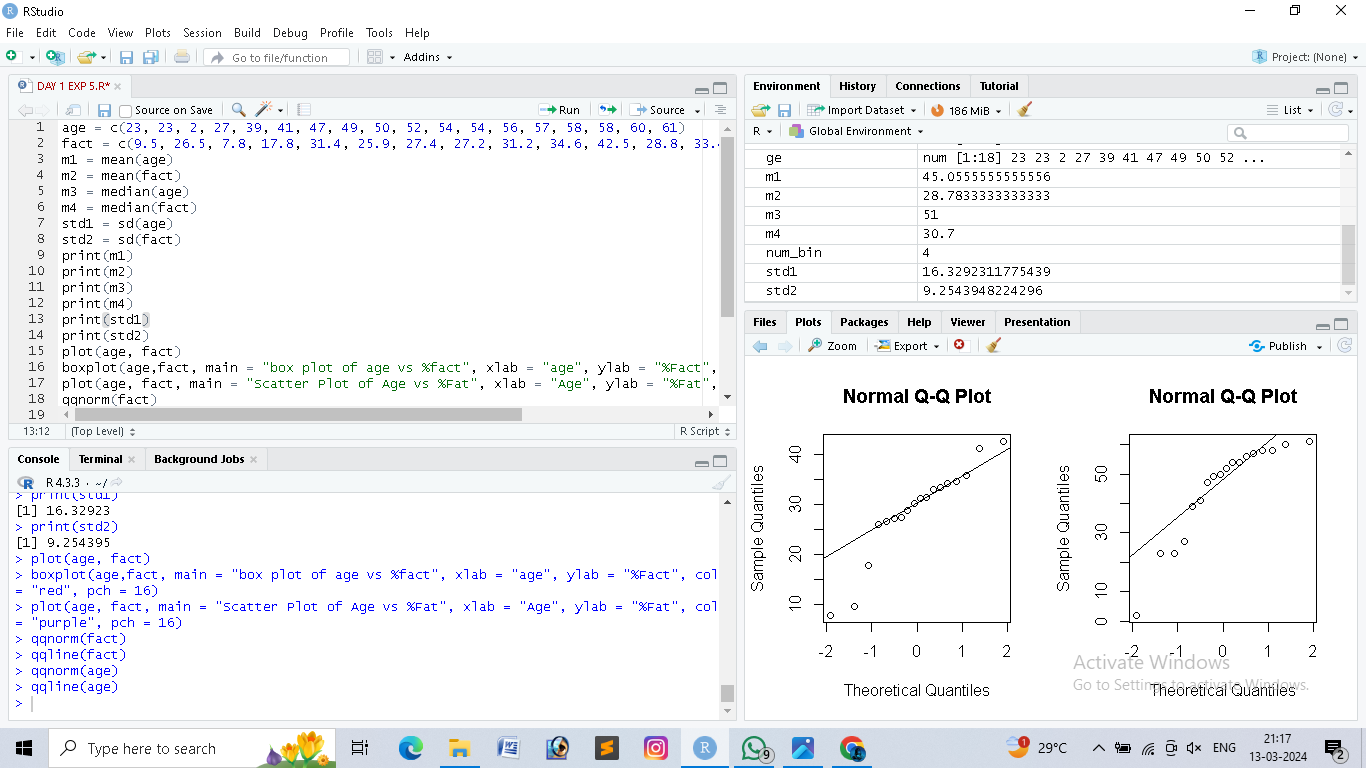 RStudio
File Edit Code View Plots Session Build Debug Profile Tools Help
Go to file/function Addins Project: (None)
DAY 1 EXP 5.R*
Source on Save Run Source
1 age = c(23, 23, 2, 27, 39, 41, 47, 49, 50, 52, 54, 54, 56, 57, 58, 58, 60, 61)
2 fact = c(9.5, 26.5, 7.8, 17.8, 31.4, 25.9, 27.4, 27.2, 31.2, 34.6, 42.5, 28.8, 33.4
3 m1 = mean(age)
4 m2 = mean(fact)
5 m3 = median(age)
6 m4 = median(fact)
7 std1 = sd(age)
8 std2 = sd(fact)
9 print(m1)
10 print(m2)
11 print(m3)
12 print(m4)
13 print(std1)
14 print(std2)
15 plot(age, fact)
16 boxplot(age,fact, main = "box plot of age vs %fact", xlab = "age", ylab = "%Fact",
17 plot(age, fact, main = "Scatter Plot of Age vs %Fat", xlab = "Age", ylab = "%Fat",
18 qqnorm(fact)
19
13:12 (Top Level) R Script
Console Terminal Background Jobs
R 4.3.3 · ~/
> print(std1)
[1] 16.32923
> print(std2)
[1] 9.254395
> plot(age, fact)
> boxplot(age,fact, main = "box plot of age vs %fact", xlab = "age", ylab = "%Fact", col
= "red", pch = 16)
> plot(age, fact, main = "Scatter Plot of Age vs %Fat", xlab = "Age", ylab = "%Fat", col
= "purple", pch = 16)
> qqnorm(fact)
> qqline(fact)
> qqnorm(age)
> qqline(age)
>
Environment History Connections Tutorial
Import Dataset 186 MiB List
R Global Environment
ge num [1:18] 23 23 2 27 39 41 47 49 50 52 ...
m1 45.0555555555556
m2 28.7833333333333
m3 51
m4 30.7
num_bin 4
std1 16.3292311775439
std2 9.2543948224296
Files Plots Packages Help Viewer Presentation
Zoom Export Publish
Normal Q-Q Plot
Sample Quantiles
40
30
20
10
-2 -1 0 1 2
Theoretical Quantiles
Normal Q-Q Plot
Sample Quantiles
50
30
10
0
-2 -1 0 1 2
Theoretical Quantiles
Activate Windows
Go to Settings to activate Windows.
Type here to search
9
1
29°C
ENG
21:17
13-03-2024
2